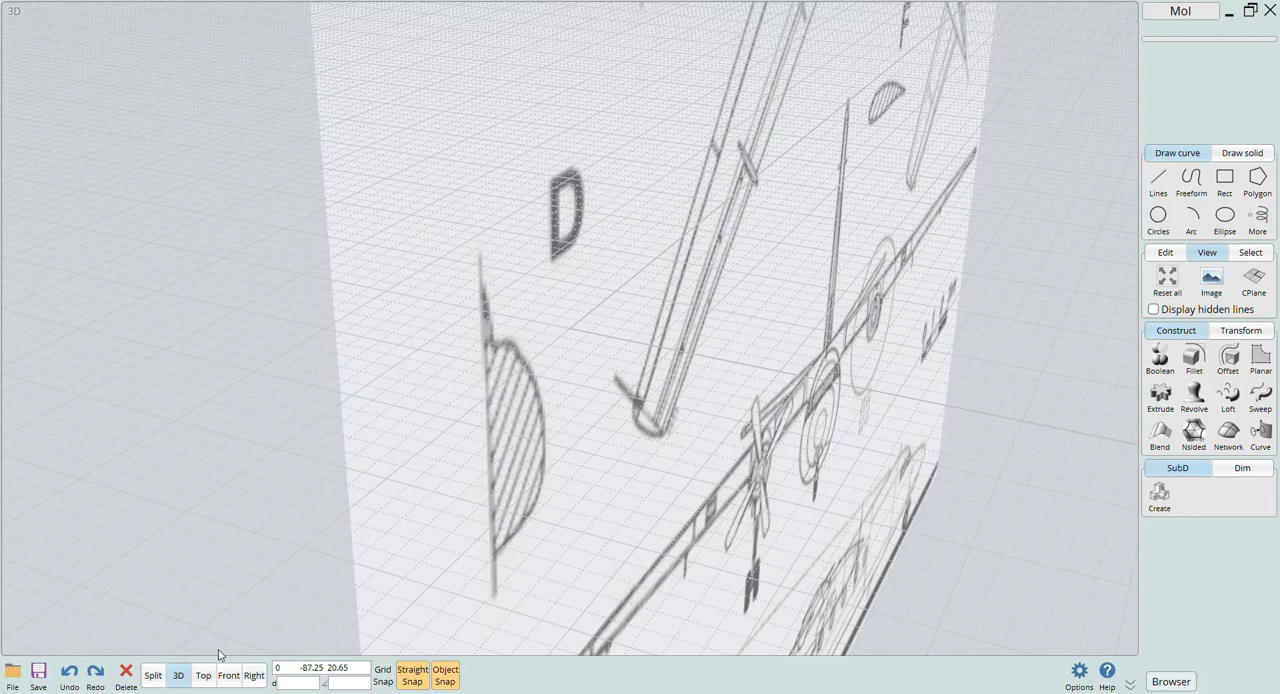 3D
MoI
Draw curve Draw solid
Lines Freeform Rect Polygon
Circles Arc Ellipse More
Edit View Select
Reset all Image CPlane
Display hidden lines
Construct Transform
Boolean Fillet Offset Planar
Extrude Revolve Loft Sweep
Blend Nsided Network Curve
SubD Dim
Create
File Save Undo Redo Delete Split 3D Top Front Right
0 -87.25 20.65
d
Grid Snap
Straight Snap
Object Snap
Options Help Browser